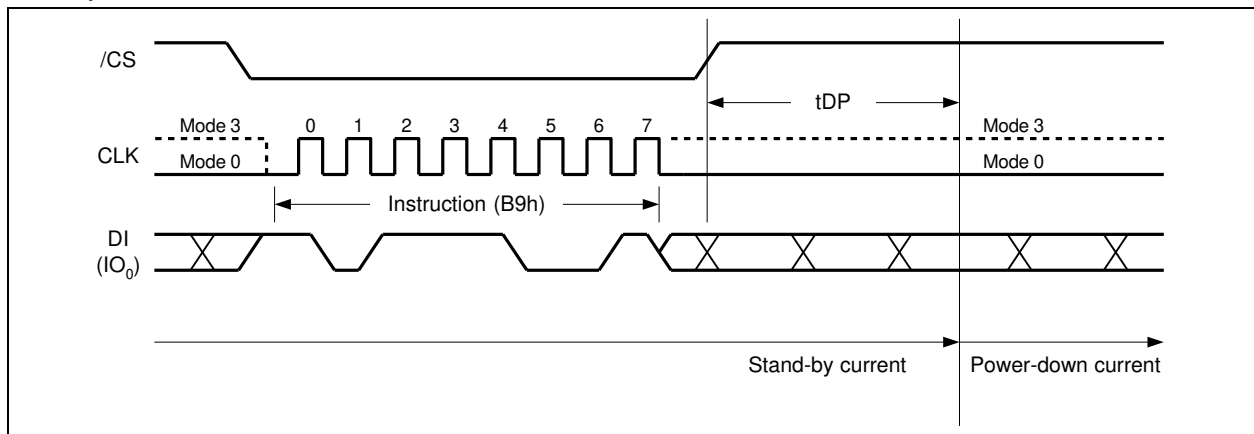 /CS
tDP
Mode 3
0 1 2 3 4 5 6 7
Mode 3
CLK
Mode 0
Mode 0
Instruction (B9h)
DI
(IO0)
Stand-by current
Power-down current